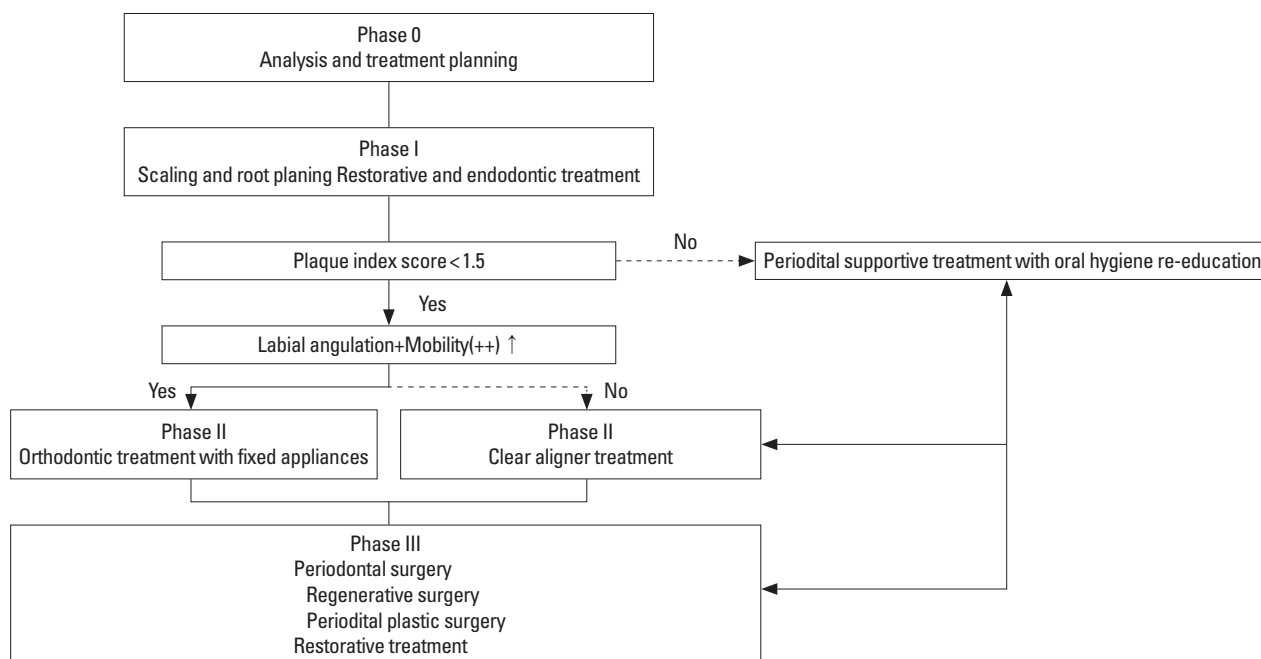 Phase 0
Analysis and treatment planning
Phase I
Scaling and root planing Restorative and endodontic treatment
Plaque index score<1.5
No
Periodital supportive treatment with oral hygiene re-education
Yes
Labial angulation+Mobility(++) ↑
Yes
No
Phase II
Orthodontic treatment with fixed appliances
Phase II
Clear aligner treatment
Phase III
Periodontal surgery
Regenerative surgery
Periodital plastic surgery
Restorative treatment